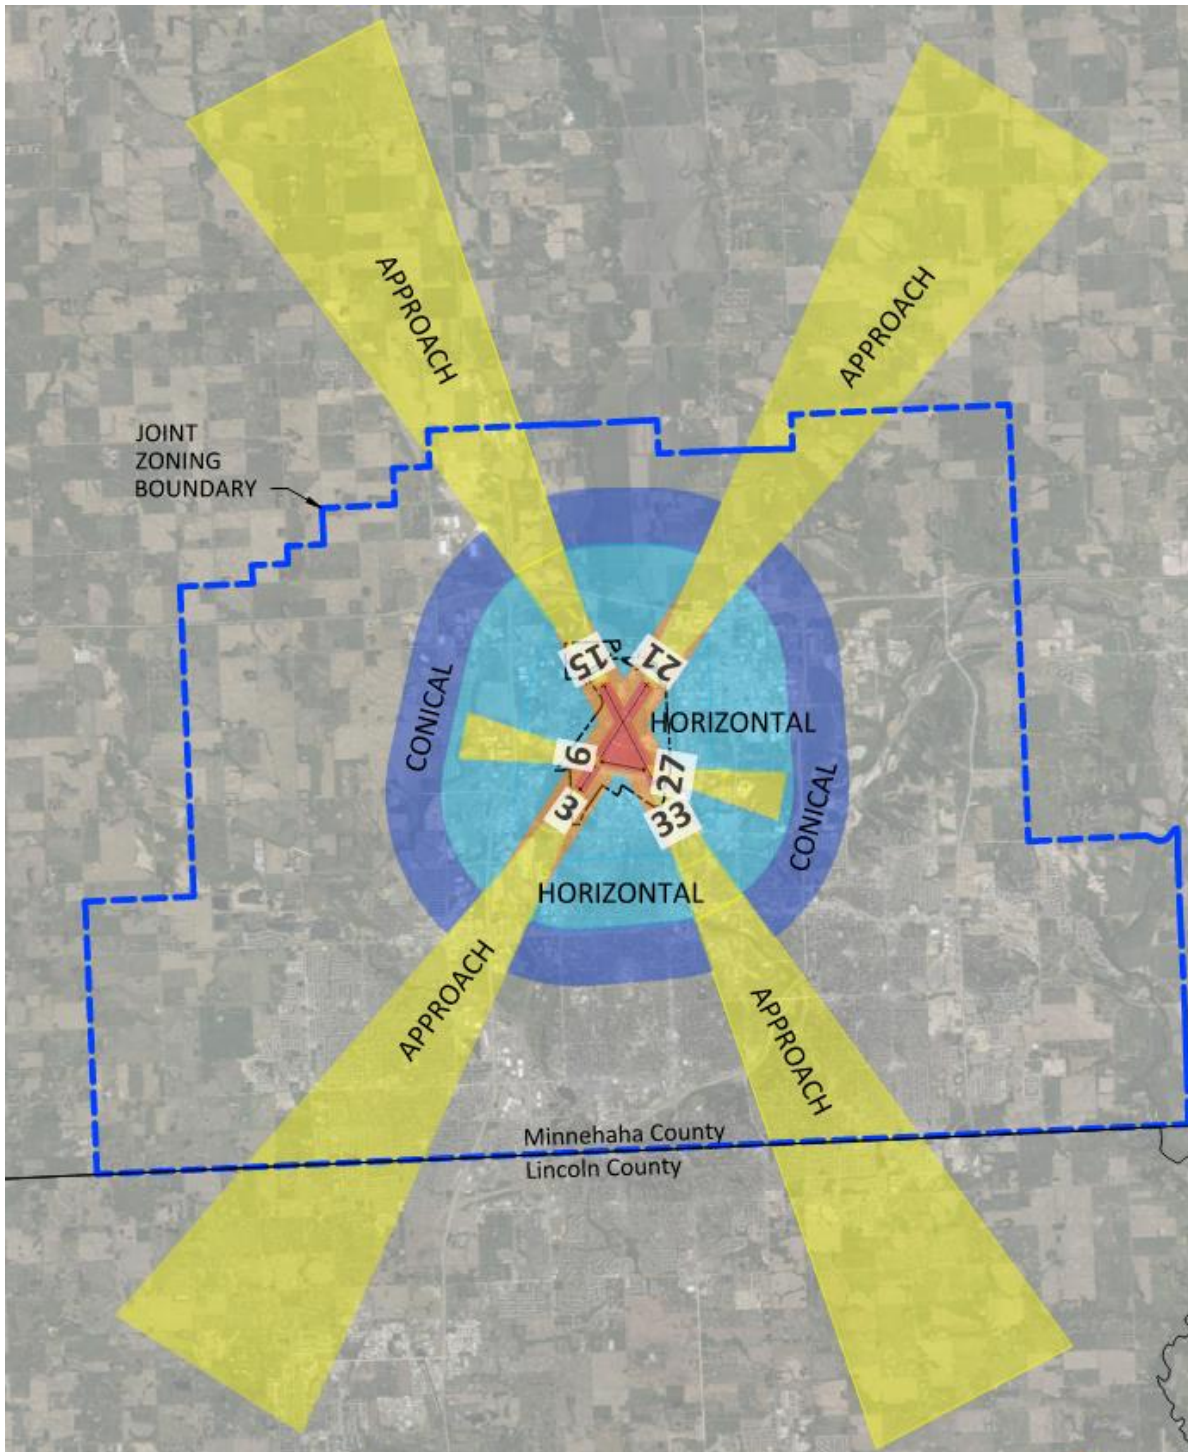 APPROACH
APPROACH
JOINT
ZONING
BOUNDARY
15
21
CONICAL
HORIZONTAL
9
27
CONICAL
3
33
HORIZONTAL
APPROACH
APPROACH
Minnehaha County
Lincoln County